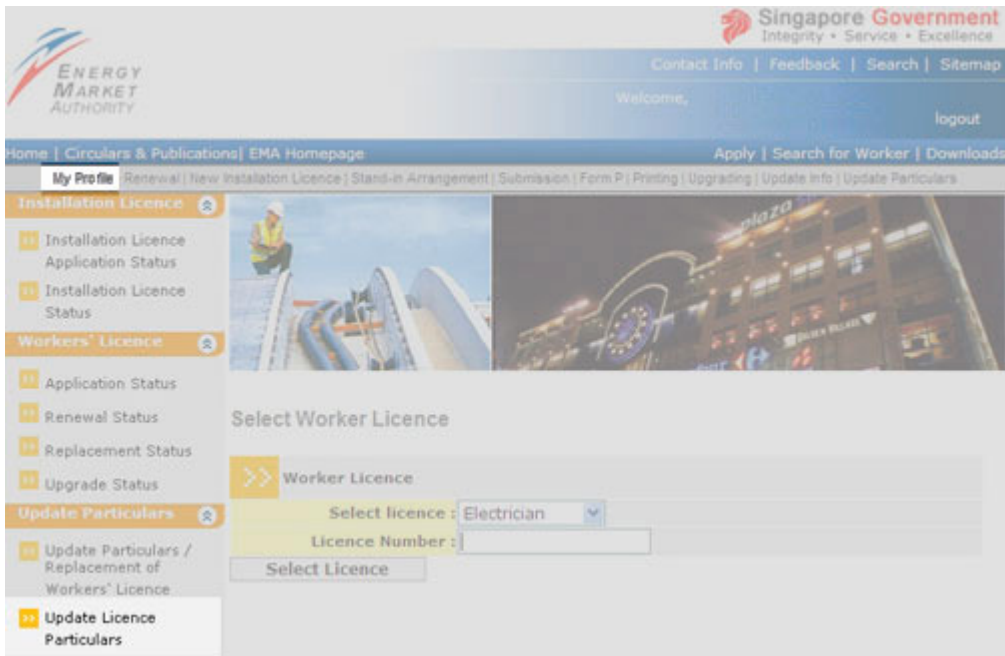 Singapore Government
Integrity • Service • Excellence
ENERGY
MARKET
AUTHORITY
Contact Info | Feedback | Search | Sitemap
Welcome,
logout
Home | Circulars & Publications| EMA Homepage
Apply | Search for Worker | Downloads
My Profile | Renewal | New Installation Licence | Stand-in Arrangement | Submission | Form P | Printing | Upgrading | Update Info | Update Particulars
Installation Licence
Installation Licence
Application Status
Installation Licence
Status
Workers' Licence
Application Status
Renewal Status
Replacement Status
Upgrade Status
Update Particulars
Update Particulars /
Replacement of
Workers' Licence
Update Licence
Particulars
plaza
GOLDEN VILLAGE
Select Worker Licence
Worker Licence
Select licence : Electrician
Licence Number :
Select Licence